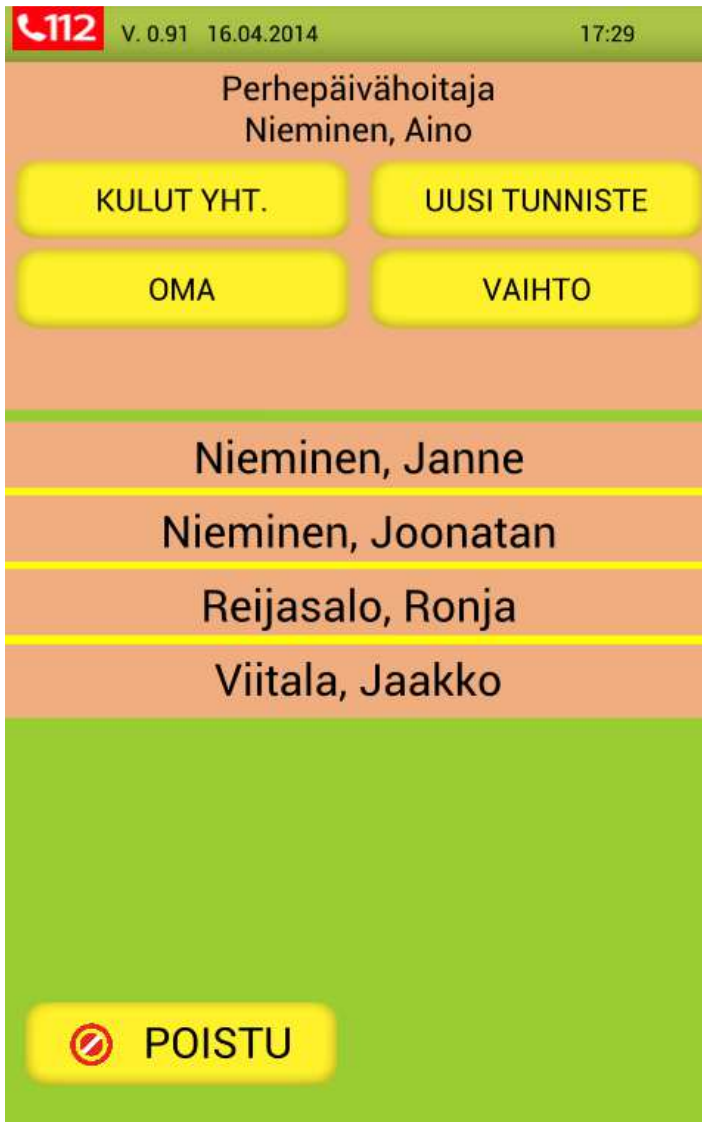 112 V. 0.91 16.04.2014 17:29
Perhepäivähoitaja
Nieminen, Aino
KULUT YHT. UUSI TUNNISTE
OMA VAIHTO
Nieminen, Janne
Nieminen, Joonatan
Reijasalo, Ronja
Viitala, Jaakko
POISTU